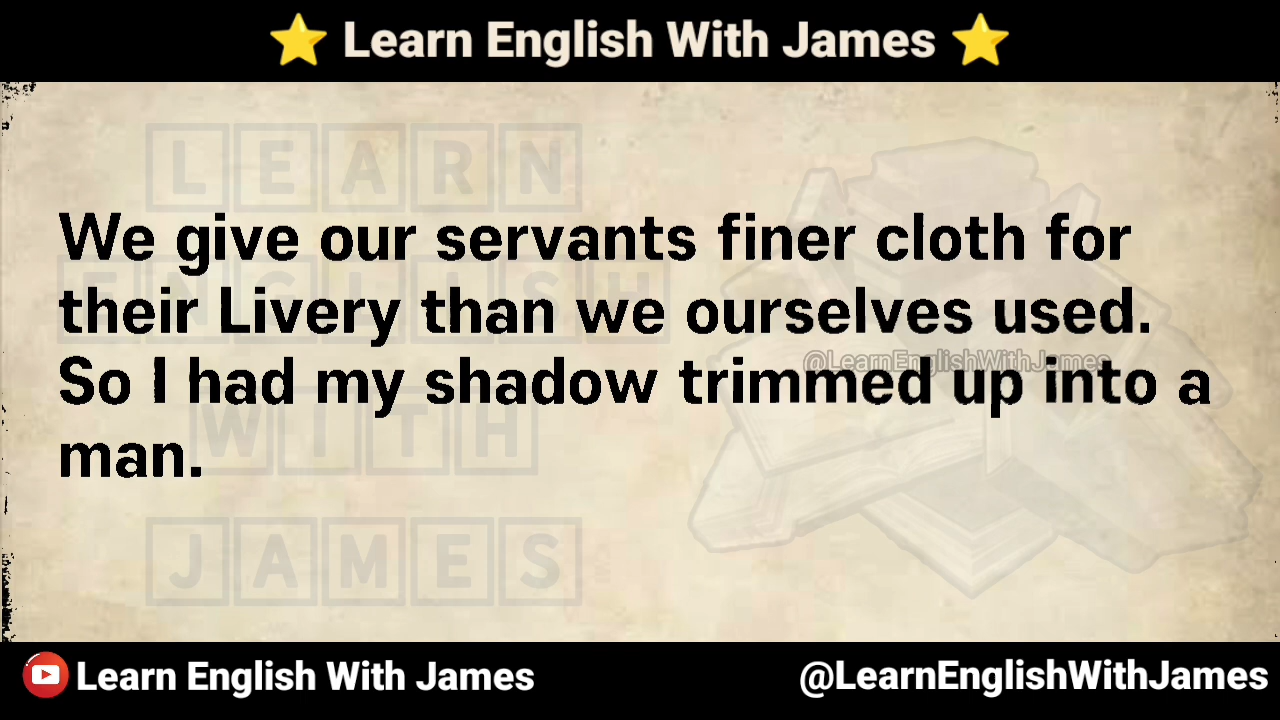 ⭐ Learn English With James ⭐
LEARN
We give our servants finer cloth for
ENGLISH
their Livery than we ourselves used.
@LearnEnglishWithJames
So I had my shadow trimmed up into a
WITH
man.
JAMES
Learn English With James
@LearnEnglishWithJames